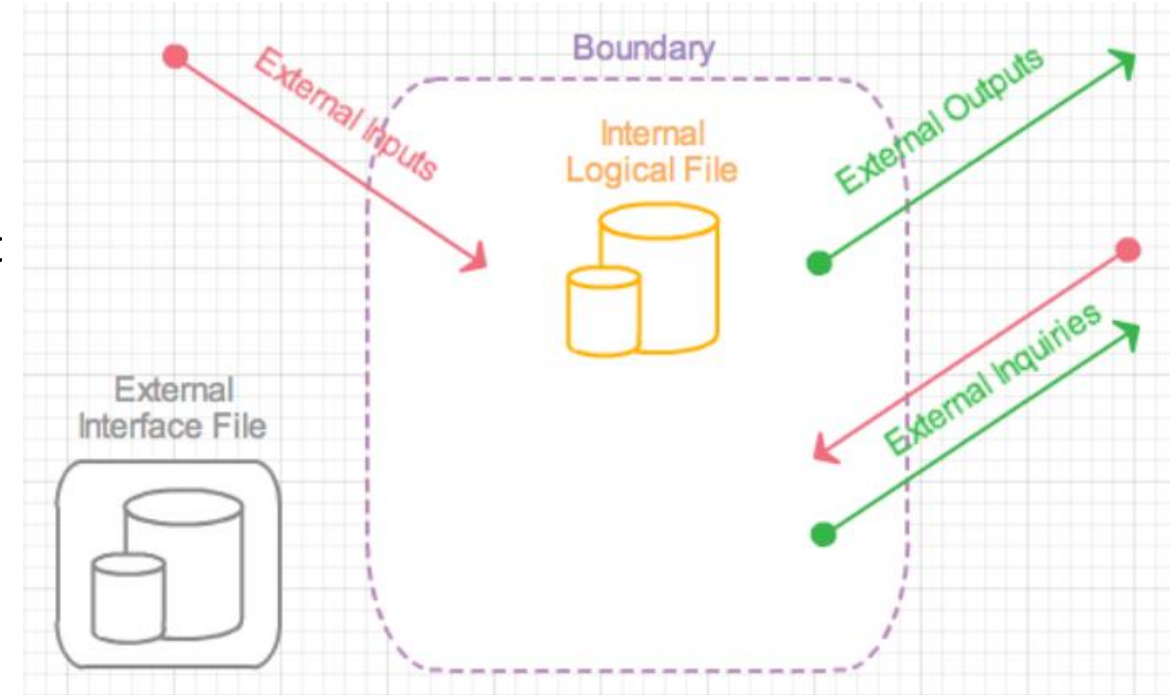 Boundary
External Inputs
Internal
Logical File
External Outputs
External Inquiries
External
Interface File